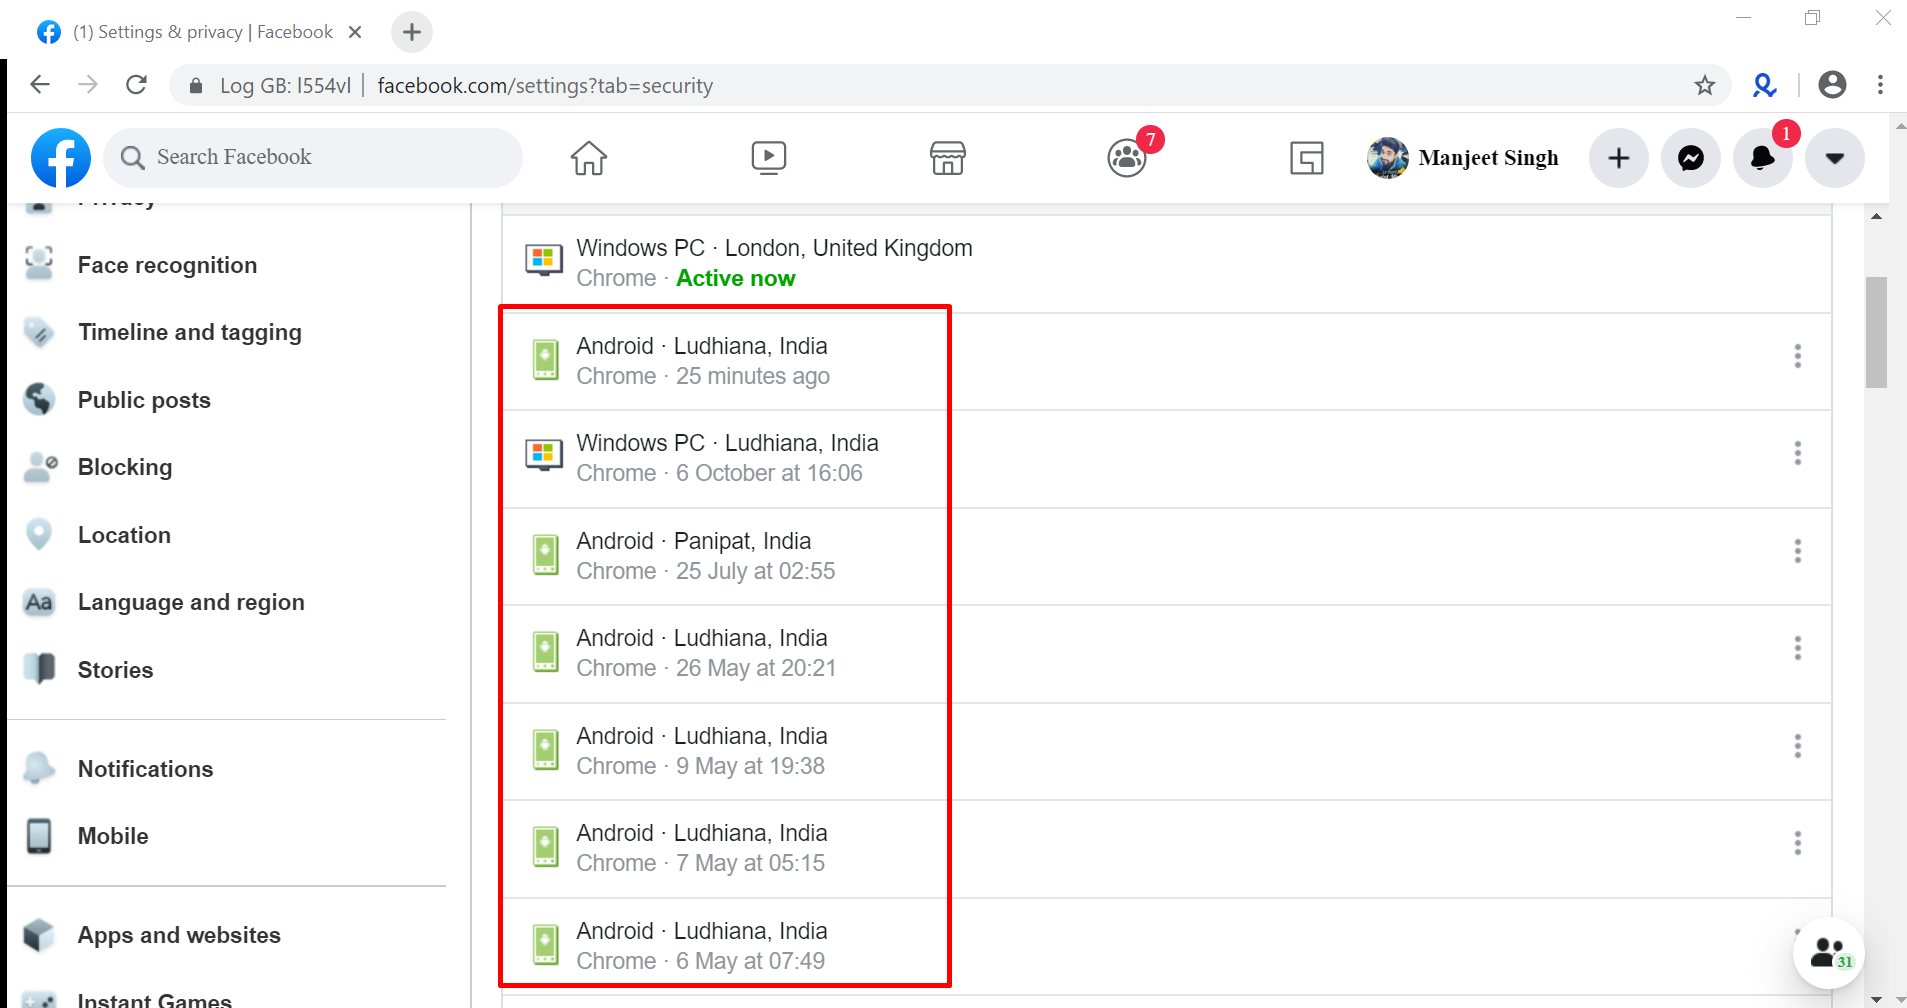 (1) Settings & privacy | Facebook
Log GB: l554vl | facebook.com/settings?tab=security
Search Facebook
7
Manjeet Singh
1
Privacy
Face recognition
Timeline and tagging
Public posts
Blocking
Location
Aa Language and region
Stories
Notifications
Mobile
Apps and websites
Instant Games
Windows PC · London, United Kingdom
Chrome · Active now
Android · Ludhiana, India
Chrome · 25 minutes ago
Windows PC · Ludhiana, India
Chrome · 6 October at 16:06
Android · Panipat, India
Chrome · 25 July at 02:55
Android · Ludhiana, India
Chrome · 26 May at 20:21
Android · Ludhiana, India
Chrome · 9 May at 19:38
Android · Ludhiana, India
Chrome · 7 May at 05:15
Android · Ludhiana, India
Chrome · 6 May at 07:49
31